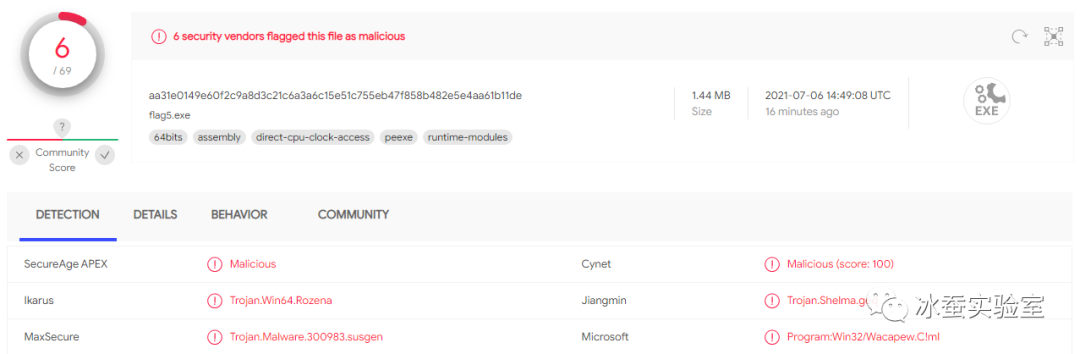 6
/ 69
? Community Score
6 security vendors flagged this file as malicious
aa31e0149e60f2c9a8d3c21c6a3a6c15e51c755eb47f858b482e5e4aa61b11de
flag5.exe
64bits assembly direct-cpu-clock-access peexe runtime-modules
1.44 MB
Size
2021-07-06 14:49:08 UTC
16 minutes ago
EXE
DETECTION DETAILS BEHAVIOR COMMUNITY
SecureAge APEX Malicious Cynet Malicious (score: 100)
Ikarus Trojan.Win64.Rozena Jiangmin
MaxSecure Trojan.Malware.300983.susgen Microsoft Program:Win32/Wacapew.C!ml
冰蚕实验室